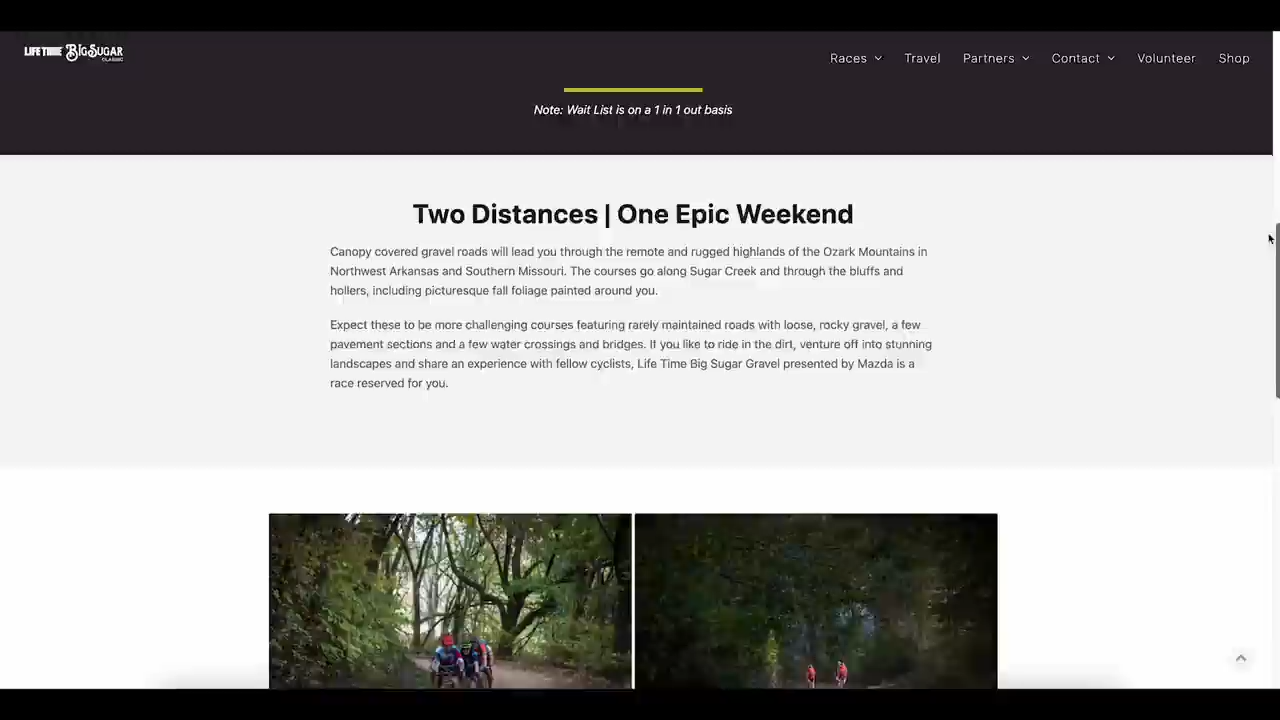 LIFE TIME BIG SUGAR
CLASSIC
Races Travel Partners Contact Volunteer Shop
Note: Wait List is on a 1 in 1 out basis
Two Distances | One Epic Weekend
Canopy covered gravel roads will lead you through the remote and rugged highlands of the Ozark Mountains in
Northwest Arkansas and Southern Missouri. The courses go along Sugar Creek and through the bluffs and
hollers, including picturesque fall foliage painted around you.
Expect these to be more challenging courses featuring rarely maintained roads with loose, rocky gravel, a few
pavement sections and a few water crossings and bridges. If you like to ride in the dirt, venture off into stunning
landscapes and share an experience with fellow cyclists, Life Time Big Sugar Gravel presented by Mazda is a
race reserved for you.